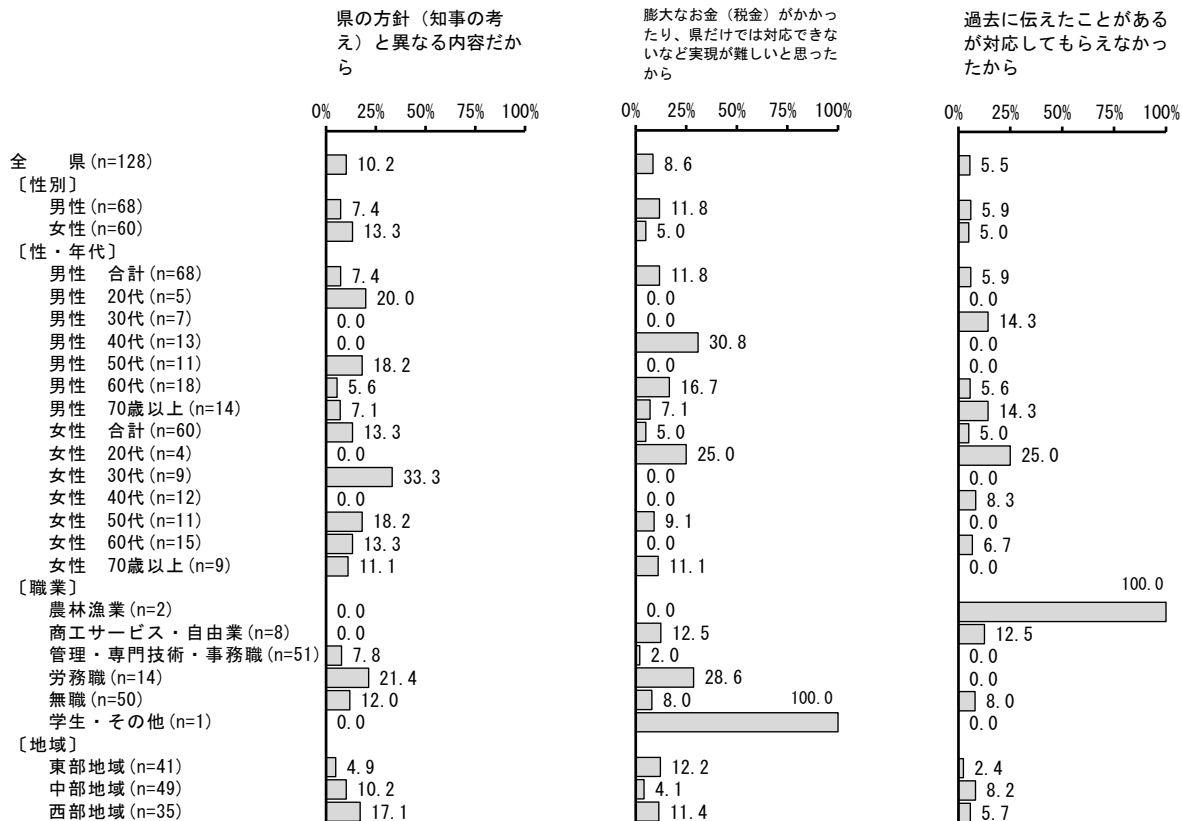 県の方針（知事の考
え）と異なる内容だか
ら
膨大なお金（税金）がかかっ
たり、県だけでは対応できな
いなど実現が難しいと思った
から
過去に伝えたことがある
が対応してもらえなかっ
たから
0% 25% 50% 75% 100% 0% 25% 50% 75% 100% 0% 25% 50% 75% 100%
全　　県(n=128) 10.2 8.6 5.5
〔性別〕
男性(n=68) 7.4 11.8 5.9
女性(n=60) 13.3 5.0 5.0
〔性・年代〕
男性　合計(n=68) 7.4 11.8 5.9
男性　20代(n=5) 20.0 0.0 0.0
男性　30代(n=7) 0.0 0.0 14.3
男性　40代(n=13) 0.0 30.8 0.0
男性　50代(n=11) 18.2 0.0 0.0
男性　60代(n=18) 5.6 16.7 5.6
男性　70歳以上(n=14) 7.1 7.1 14.3
女性　合計(n=60) 13.3 5.0 5.0
女性　20代(n=4) 0.0 25.0 25.0
女性　30代(n=9) 33.3 0.0 0.0
女性　40代(n=12) 0.0 0.0 8.3
女性　50代(n=11) 18.2 9.1 0.0
女性　60代(n=15) 13.3 0.0 6.7
女性　70歳以上(n=9) 11.1 11.1 0.0
〔職業〕
農林漁業(n=2) 0.0 0.0 100.0
商工サービス・自由業(n=8) 0.0 12.5 12.5
管理・専門技術・事務職(n=51) 7.8 2.0 0.0
労務職(n=14) 21.4 28.6 0.0
無職(n=50) 12.0 8.0 8.0
学生・その他(n=1) 0.0 100.0 0.0
〔地域〕
東部地域(n=41) 4.9 12.2 2.4
中部地域(n=49) 10.2 4.1 8.2
西部地域(n=35) 17.1 11.4 5.7